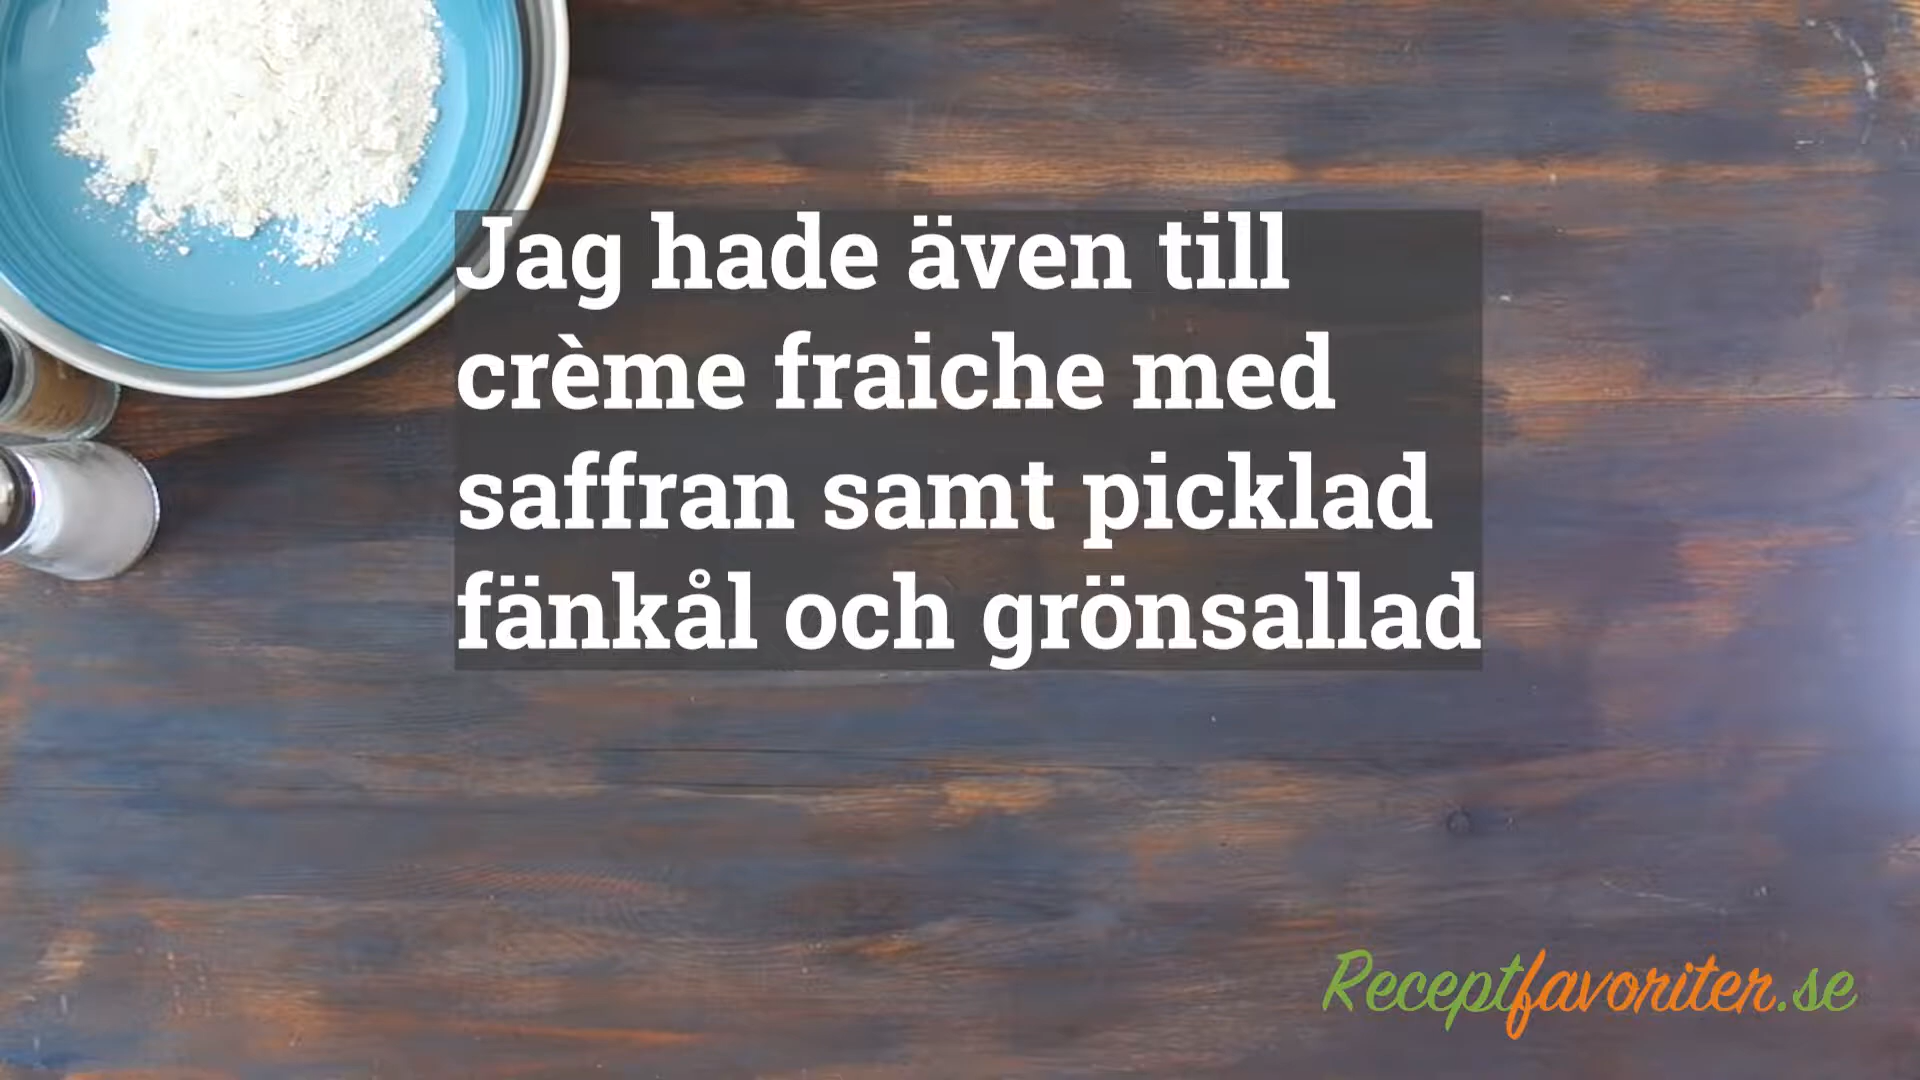 Jag hade även till
crème fraiche med
saffran samt picklad
fänkål och grönsallad
Receptfavoriter.se